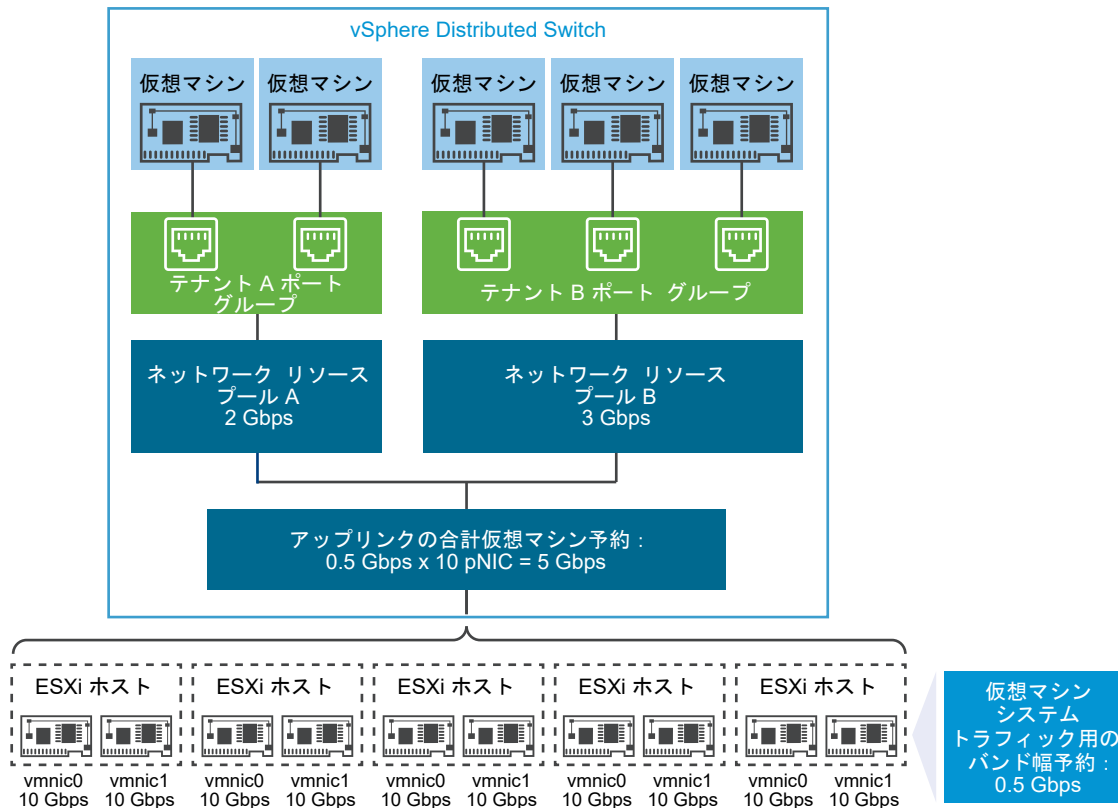 vSphere Distributed Switch
仮想マシン
仮想マシン
仮想マシン
仮想マシン
仮想マシン
テナント A ポート
グループ
テナント B ポート グループ
ネットワーク リソース
プール A
2 Gbps
ネットワーク リソース
プール B
3 Gbps
アップリンクの合計仮想マシン予約 :
0.5 Gbps x 10 pNIC = 5 Gbps
ESXi ホスト
ESXi ホスト
ESXi ホスト
ESXi ホスト
ESXi ホスト
vmnic0
10 Gbps
vmnic1
10 Gbps
vmnic0
10 Gbps
vmnic1
10 Gbps
vmnic0
10 Gbps
vmnic1
10 Gbps
vmnic0
10 Gbps
vmnic1
10 Gbps
vmnic0
10 Gbps
vmnic1
10 Gbps
仮想マシン
システム
トラフィック用の
バンド幅予約 :
0.5 Gbps